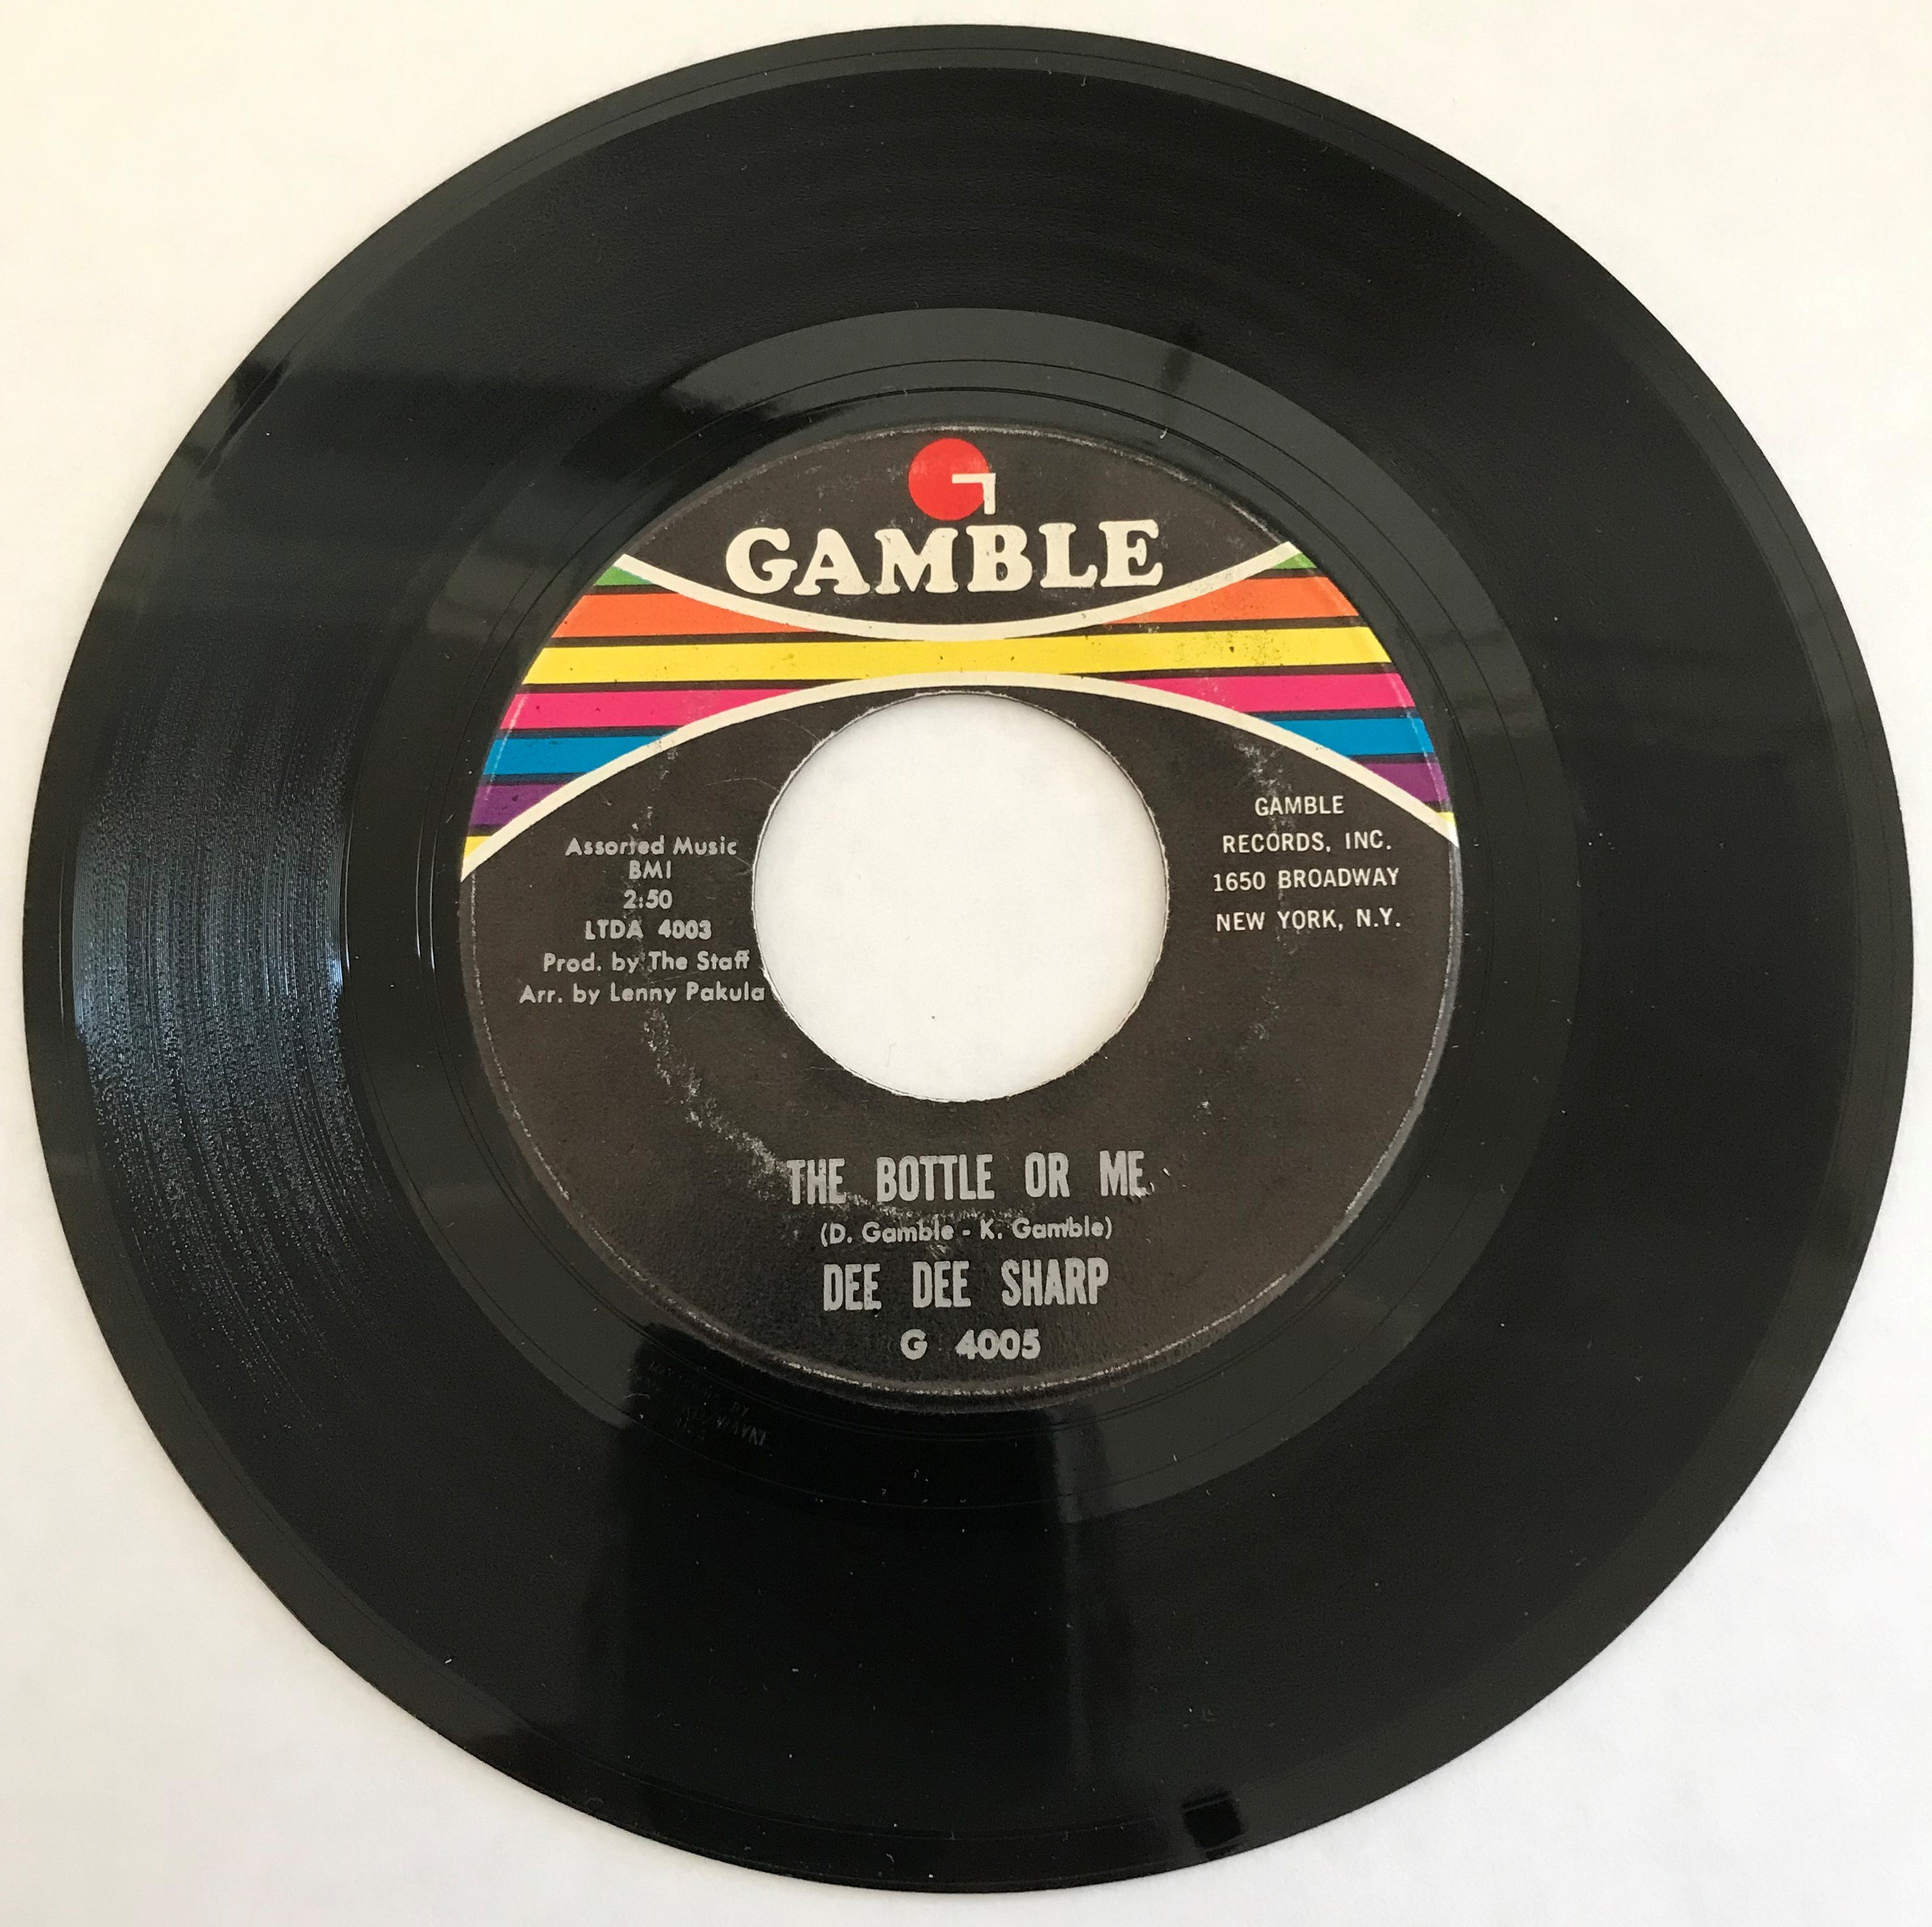 GAMBLE
Assorted Music
BMI
2:50
LTDA 4003
Prod. by The Staff
Arr. by Lenny Pakula
GAMBLE
RECORDS, INC.
1650 BROADWAY
NEW YORK, N.Y.
THE BOTTLE OR ME
(D. Gamble - K. Gamble)
DEE DEE SHARP
G 4005
BY